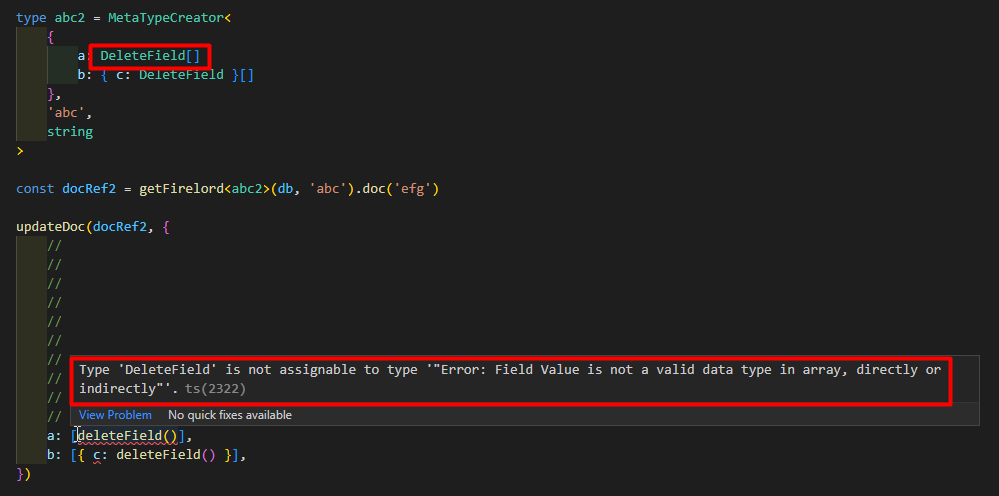 type abc2 = MetaTypeCreator<
{
a: DeleteField[]
b: { c: DeleteField }[]
},
'abc',
string
>
const docRef2 = getFirelord<abc2>(db, 'abc').doc('efg')
updateDoc(docRef2, {
//
//
//
//
//
//
//
Type 'DeleteField' is not assignable to type '"Error: Field Value is not a valid data type in array, directly or
//
indirectly"'. ts(2322)
//
//
View Problem No quick fixes available
a: [deleteField()],
b: [{ c: deleteField() }],
})